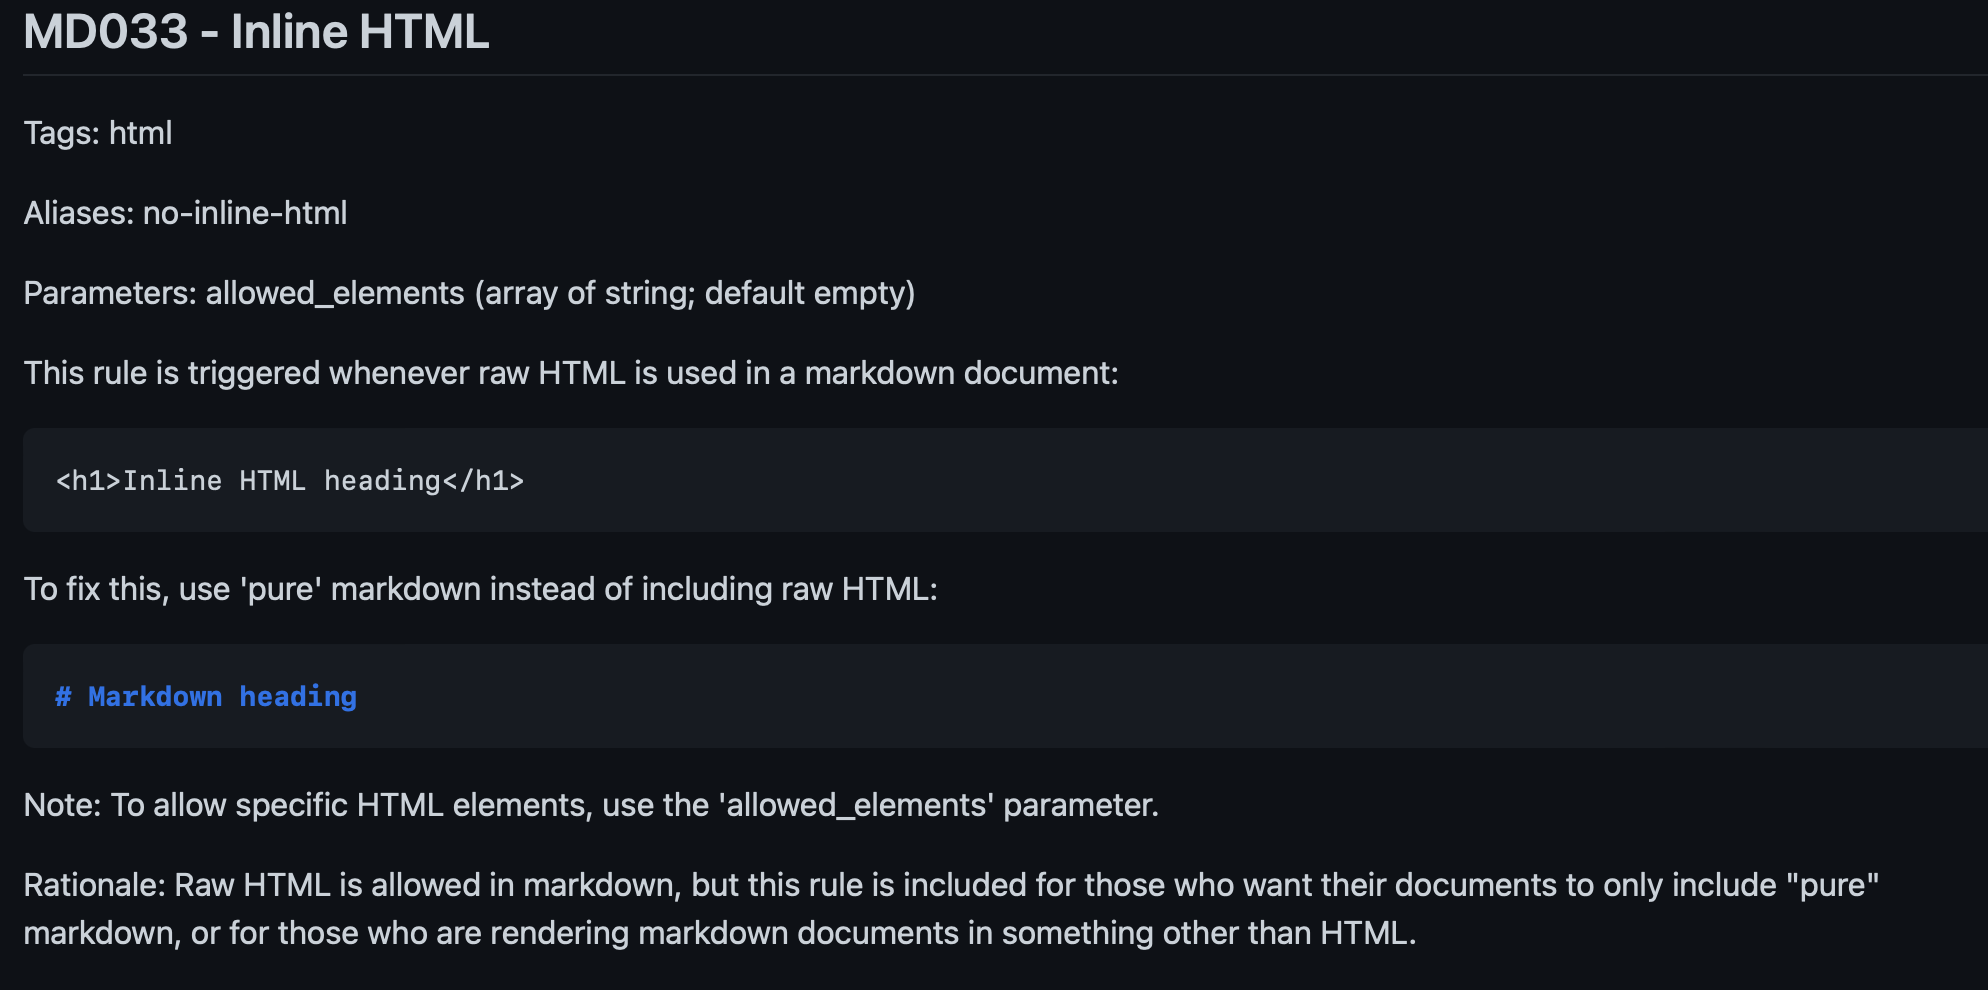 MD033 - Inline HTML
Tags: html
Aliases: no-inline-html
Parameters: allowed_elements (array of string; default empty)
This rule is triggered whenever raw HTML is used in a markdown document:
<h1>Inline HTML heading</h1>
To fix this, use 'pure' markdown instead of including raw HTML:
# Markdown heading
Note: To allow specific HTML elements, use the 'allowed_elements' parameter.
Rationale: Raw HTML is allowed in markdown, but this rule is included for those who want their documents to only include "pure"
markdown, or for those who are rendering markdown documents in something other than HTML.